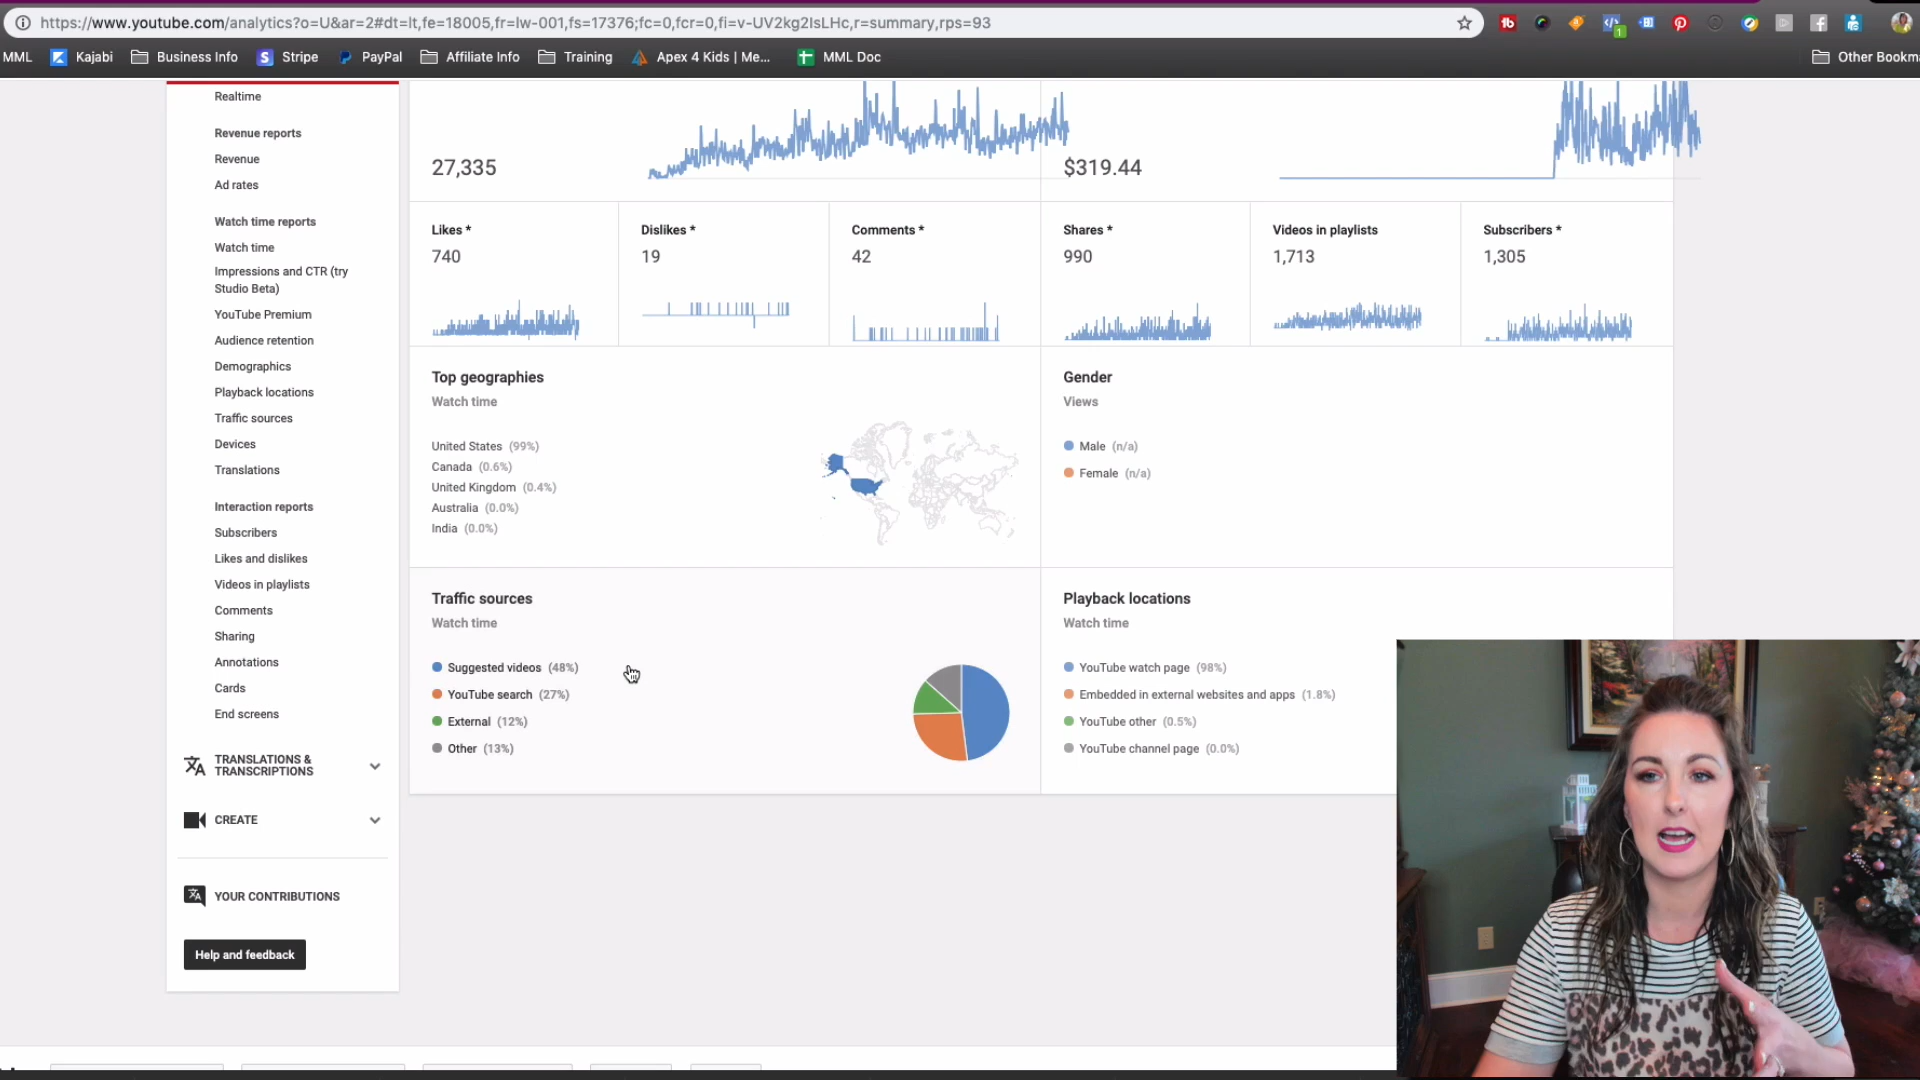 https://www.youtube.com/analytics?o=U&ar=2#dt=lt,fe=18005,fr=lw-001,fs=17376;fc=0,fcr=0,fi=v-UV2kg2IsLHc,r=summary,rps=93
MML Kajabi Business Info Stripe PayPal Affiliate Info Training Apex 4 Kids | Me... MML Doc Other Bookma
Realtime
Revenue reports
Revenue
Ad rates
Watch time reports
Watch time
Impressions and CTR (try
Studio Beta)
YouTube Premium
Audience retention
Demographics
Playback locations
Traffic sources
Devices
Translations
Interaction reports
Subscribers
Likes and dislikes
Videos in playlists
Comments
Sharing
Annotations
Cards
End screens
TRANSLATIONS &
TRANSCRIPTIONS
CREATE
YOUR CONTRIBUTIONS
Help and feedback
27,335
$319.44
Likes *
740
Dislikes *
19
Comments *
42
Shares *
990
Videos in playlists
1,713
Subscribers *
1,305
Top geographies
Watch time
United States (99%)
Canada (0.6%)
United Kingdom (0.4%)
Australia (0.0%)
India (0.0%)
Gender
Views
Male (n/a)
Female (n/a)
Traffic sources
Watch time
Suggested videos (48%)
YouTube search (27%)
External (12%)
Other (13%)
Playback locations
Watch time
YouTube watch page (98%)
Embedded in external websites and apps (1.8%)
YouTube other (0.5%)
YouTube channel page (0.0%)